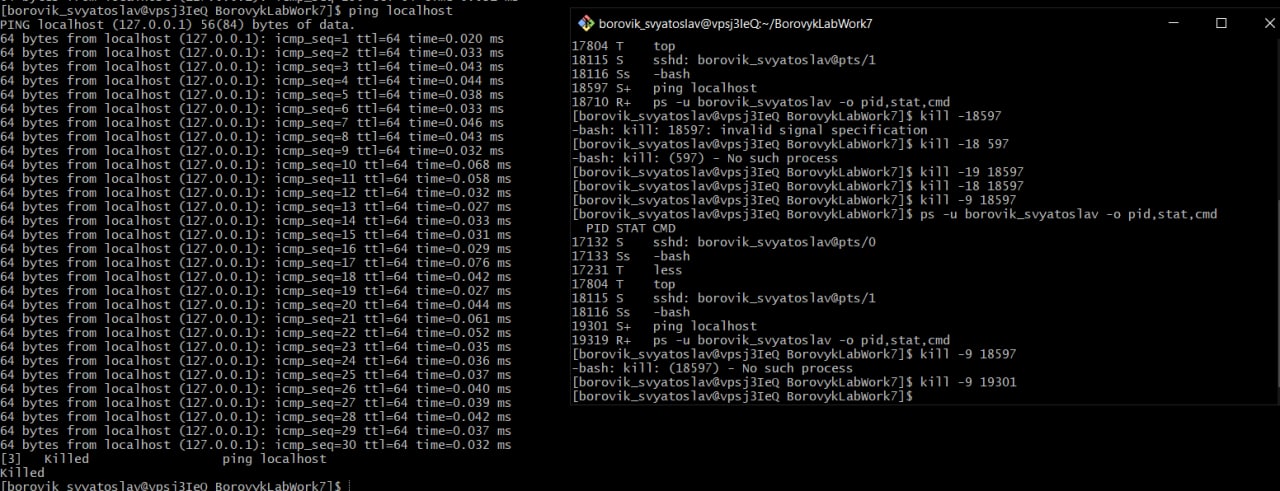 [borovik_svyatoslav@vpsj3IeQ BorovykLabWork7]$ ping localhost
PING localhost (127.0.0.1) 56(84) bytes of data.
64 bytes from localhost (127.0.0.1): icmp_seq=1 ttl=64 time=0.020 ms
64 bytes from localhost (127.0.0.1): icmp_seq=2 ttl=64 time=0.033 ms
64 bytes from localhost (127.0.0.1): icmp_seq=3 ttl=64 time=0.043 ms
64 bytes from localhost (127.0.0.1): icmp_seq=4 ttl=64 time=0.044 ms
64 bytes from localhost (127.0.0.1): icmp_seq=5 ttl=64 time=0.038 ms
64 bytes from localhost (127.0.0.1): icmp_seq=6 ttl=64 time=0.033 ms
64 bytes from localhost (127.0.0.1): icmp_seq=7 ttl=64 time=0.046 ms
64 bytes from localhost (127.0.0.1): icmp_seq=8 ttl=64 time=0.043 ms
64 bytes from localhost (127.0.0.1): icmp_seq=9 ttl=64 time=0.032 ms
64 bytes from localhost (127.0.0.1): icmp_seq=10 ttl=64 time=0.068 ms
64 bytes from localhost (127.0.0.1): icmp_seq=11 ttl=64 time=0.058 ms
64 bytes from localhost (127.0.0.1): icmp_seq=12 ttl=64 time=0.032 ms
64 bytes from localhost (127.0.0.1): icmp_seq=13 ttl=64 time=0.027 ms
64 bytes from localhost (127.0.0.1): icmp_seq=14 ttl=64 time=0.033 ms
64 bytes from localhost (127.0.0.1): icmp_seq=15 ttl=64 time=0.031 ms
64 bytes from localhost (127.0.0.1): icmp_seq=16 ttl=64 time=0.029 ms
64 bytes from localhost (127.0.0.1): icmp_seq=17 ttl=64 time=0.076 ms
64 bytes from localhost (127.0.0.1): icmp_seq=18 ttl=64 time=0.042 ms
64 bytes from localhost (127.0.0.1): icmp_seq=19 ttl=64 time=0.027 ms
64 bytes from localhost (127.0.0.1): icmp_seq=20 ttl=64 time=0.044 ms
64 bytes from localhost (127.0.0.1): icmp_seq=21 ttl=64 time=0.061 ms
64 bytes from localhost (127.0.0.1): icmp_seq=22 ttl=64 time=0.052 ms
64 bytes from localhost (127.0.0.1): icmp_seq=23 ttl=64 time=0.035 ms
64 bytes from localhost (127.0.0.1): icmp_seq=24 ttl=64 time=0.036 ms
64 bytes from localhost (127.0.0.1): icmp_seq=25 ttl=64 time=0.037 ms
64 bytes from localhost (127.0.0.1): icmp_seq=26 ttl=64 time=0.040 ms
64 bytes from localhost (127.0.0.1): icmp_seq=27 ttl=64 time=0.039 ms
64 bytes from localhost (127.0.0.1): icmp_seq=28 ttl=64 time=0.042 ms
64 bytes from localhost (127.0.0.1): icmp_seq=29 ttl=64 time=0.037 ms
64 bytes from localhost (127.0.0.1): icmp_seq=30 ttl=64 time=0.032 ms
[3]   Killed                  ping localhost
Killed
[borovik_svyatoslav@vpsj3IeQ BorovykLabWork7]$
borovik_svyatoslav@vpsj3IeQ:~/BorovykLabWork7
17804 T    top
18115 S    sshd: borovik_svyatoslav@pts/1
18116 Ss   -bash
18597 S+   ping localhost
18710 R+   ps -u borovik_svyatoslav -o pid,stat,cmd
[borovik_svyatoslav@vpsj3IeQ BorovykLabWork7]$ kill -18597
-bash: kill: 18597: invalid signal specification
[borovik_svyatoslav@vpsj3IeQ BorovykLabWork7]$ kill -18 597
-bash: kill: (597) - No such process
[borovik_svyatoslav@vpsj3IeQ BorovykLabWork7]$ kill -19 18597
[borovik_svyatoslav@vpsj3IeQ BorovykLabWork7]$ kill -18 18597
[borovik_svyatoslav@vpsj3IeQ BorovykLabWork7]$ kill -9 18597
[borovik_svyatoslav@vpsj3IeQ BorovykLabWork7]$ ps -u borovik_svyatoslav -o pid,stat,cmd
  PID STAT CMD
17132 S    sshd: borovik_svyatoslav@pts/0
17133 Ss   -bash
17231 T    less
17804 T    top
18115 S    sshd: borovik_svyatoslav@pts/1
18116 Ss   -bash
19301 S+   ping localhost
19319 R+   ps -u borovik_svyatoslav -o pid,stat,cmd
[borovik_svyatoslav@vpsj3IeQ BorovykLabWork7]$ kill -9 18597
-bash: kill: (18597) - No such process
[borovik_svyatoslav@vpsj3IeQ BorovykLabWork7]$ kill -9 19301
[borovik_svyatoslav@vpsj3IeQ BorovykLabWork7]$